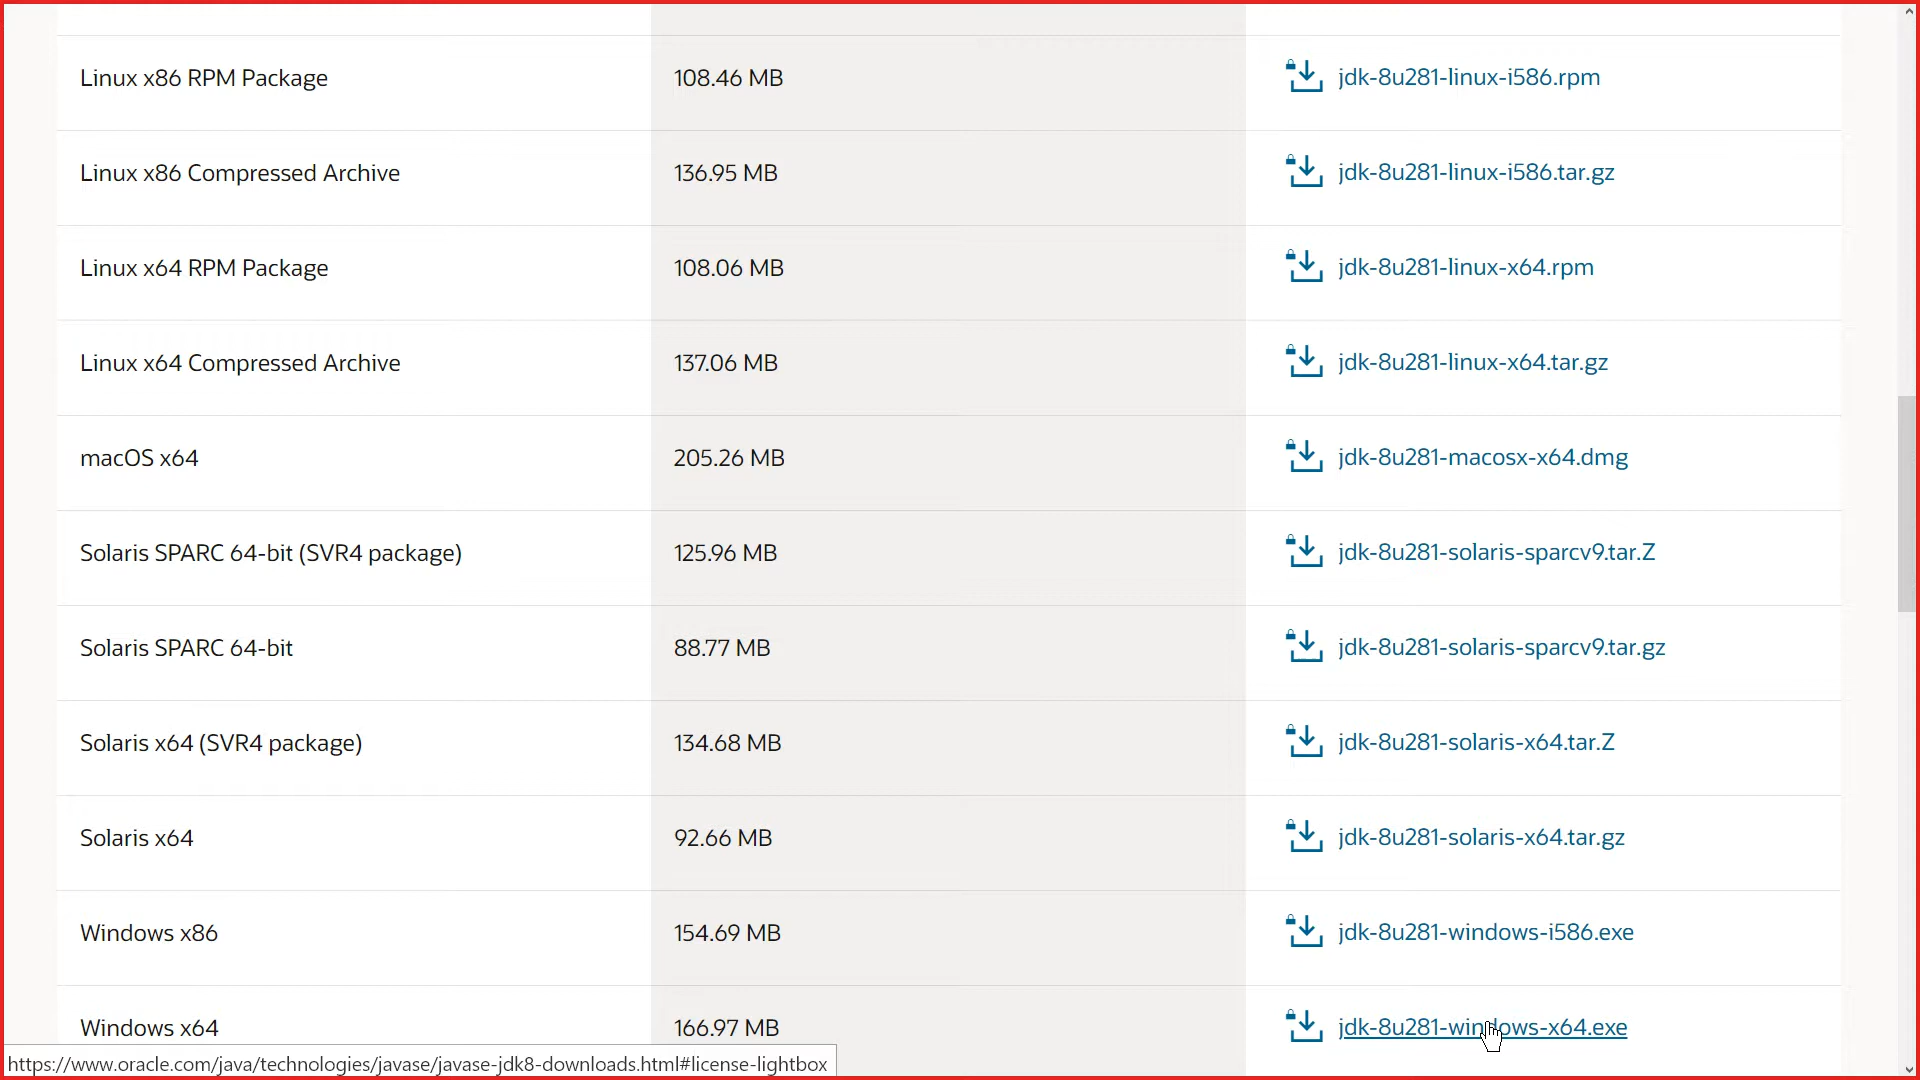 Linux x86 RPM Package 108.46 MB jdk-8u281-linux-i586.rpm
Linux x86 Compressed Archive 136.95 MB jdk-8u281-linux-i586.tar.gz
Linux x64 RPM Package 108.06 MB jdk-8u281-linux-x64.rpm
Linux x64 Compressed Archive 137.06 MB jdk-8u281-linux-x64.tar.gz
macOS x64 205.26 MB jdk-8u281-macosx-x64.dmg
Solaris SPARC 64-bit (SVR4 package) 125.96 MB jdk-8u281-solaris-sparcv9.tar.Z
Solaris SPARC 64-bit 88.77 MB jdk-8u281-solaris-sparcv9.tar.gz
Solaris x64 (SVR4 package) 134.68 MB jdk-8u281-solaris-x64.tar.Z
Solaris x64 92.66 MB jdk-8u281-solaris-x64.tar.gz
Windows x86 154.69 MB jdk-8u281-windows-i586.exe
Windows x64 166.97 MB jdk-8u281-windows-x64.exe
https://www.oracle.com/java/technologies/javase/javase-jdk8-downloads.html#license-lightbox